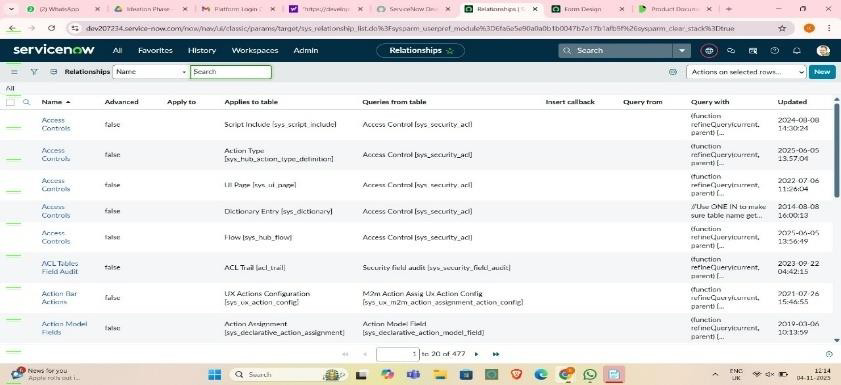 (2) WhatsApp
Ideation Phase-
Platform Login
"https://develop
ServiceNow De
Relationships | S
Form Design
Product Docum
dev207234.service-now.com/now/nav/ui/classic/params/target/sys_relationship_list.do%3Fsysparm_userpref_module%3D6fa6e5e90a0a0b1b0047b7e17b1afb9f%26sysparm_clear_stack%3Dtrue
servicenow All Favorites History Workspaces Admin Relationships Search
Relationships Name Search Actions on selected rows... New
All
Name Advanced Apply to Applies to table Queries from table Insert callback Query from Query with Updated
Access Controls false Script Include [sys_script_include] Access Control [sys_security_acl] (function refineQuery(current, parent) {... 2024-08-08 14:30:24
Access Controls false Action Type [sys_hub_action_type_definition] Access Control [sys_security_acl] (function refineQuery(current, parent) {... 2025-06-05 13:57:04
Access Controls false UI Page [sys_ui_page] Access Control [sys_security_acl] (function refineQuery(current, parent) {... 2022-07-06 11:26:04
Access Controls false Dictionary Entry [sys_dictionary] Access Control [sys_security_acl] //Use ONE IN to make sure table name get... 2014-08-08 16:00:13
Access Controls false Flow [sys_hub_flow] Access Control [sys_security_acl] (function refineQuery(current, parent) {... 2025-06-05 13:56:49
ACL Tables Field Audit false ACL Trail [acl_trail] Security field audit [sys_security_field_audit] (function refineQuery(current, parent) {... 2023-09-22 04:42:15
Action Bar Actions false UX Actions Configuration [sys_ux_action_config] M2m Action Assig Ux Action Config [sys_ux_m2m_action_assignment_action_config] (function refineQuery(current, parent) {... 2021-07-26 15:46:55
Action Model Fields false Action Assignment [sys_declarative_action_assignment] Action Model Field [sys_declarative_action_model_field] (function refineQuery(current, parent) {... 2019-03-06 10:13:59
1 to 20 of 477
News for you
Apple rolls out i...
Search
ENG
UK
12:14
04-11-2025